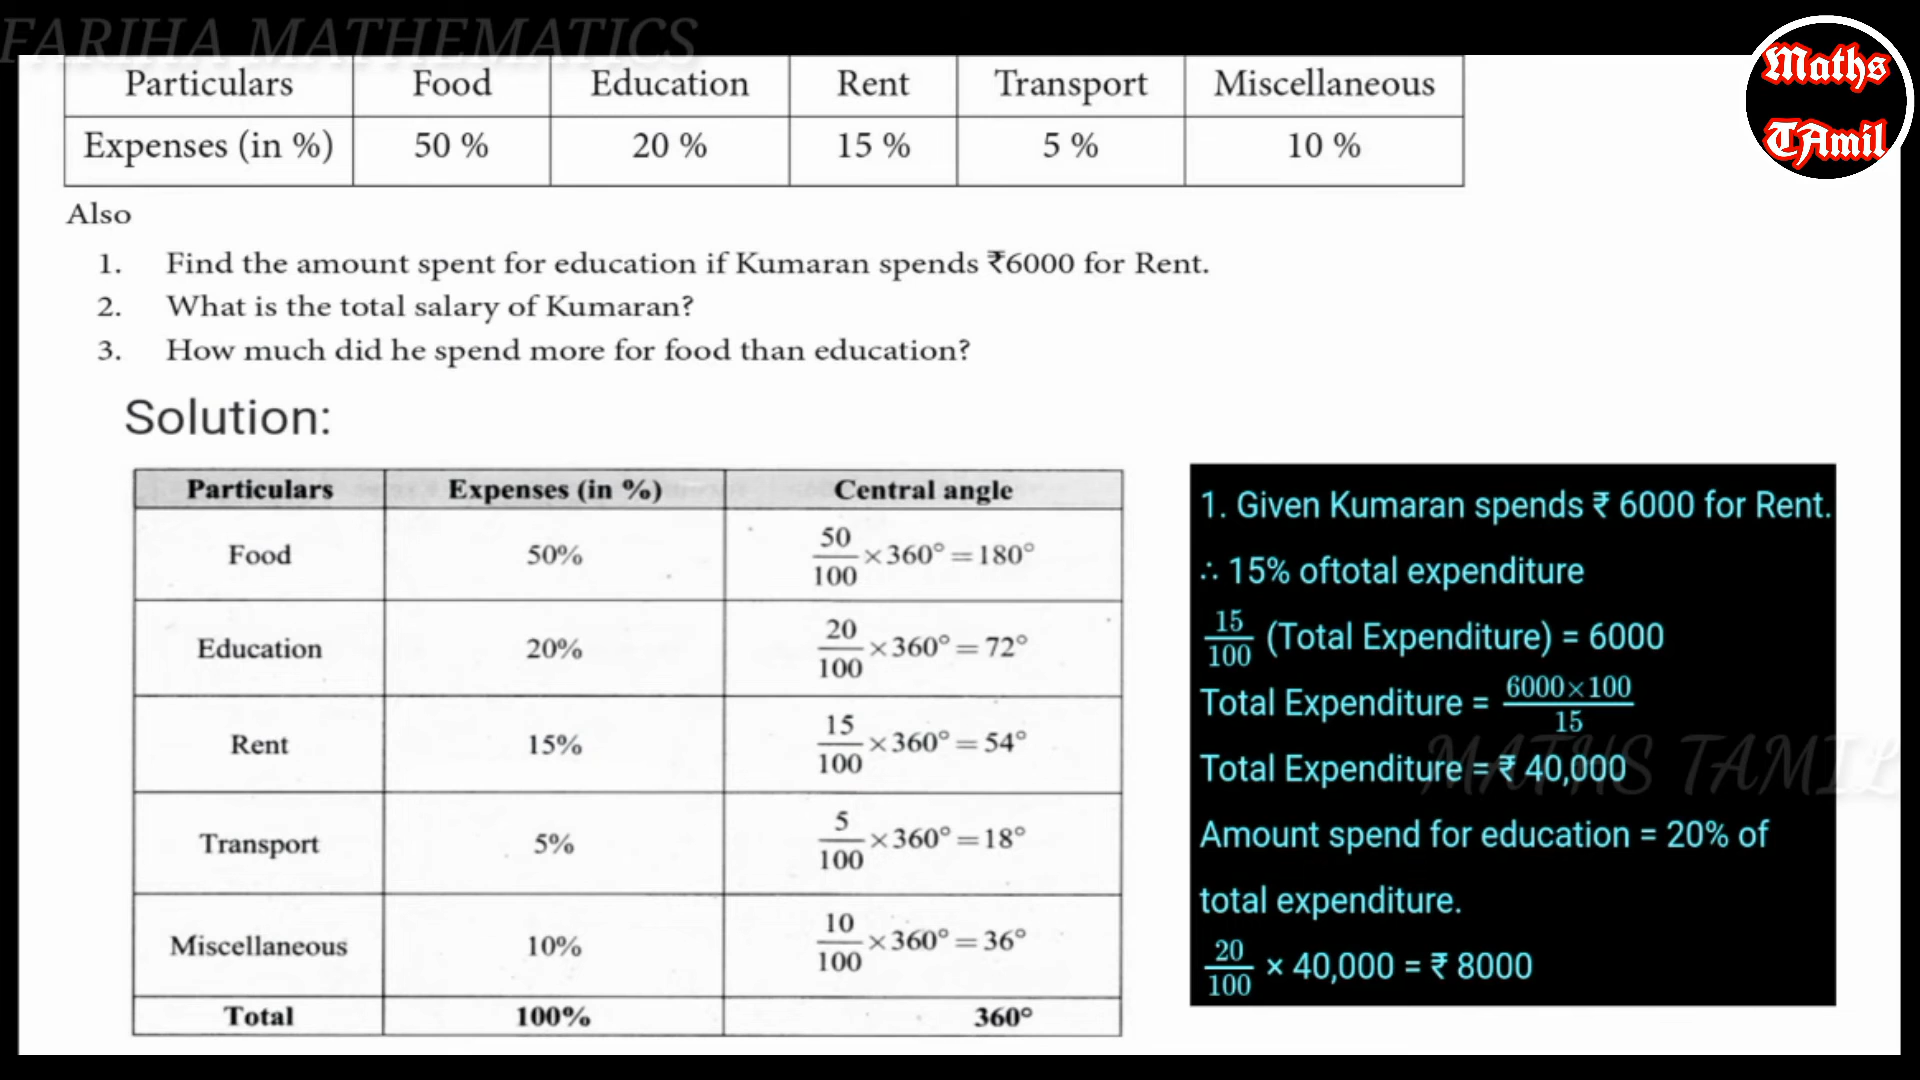 FARIHA MATHEMATICS
Maths
TAmil
Particulars Food Education Rent Transport Miscellaneous
Expenses (in %) 50 % 20 % 15 % 5 % 10 %
Also
1. Find the amount spent for education if Kumaran spends ₹6000 for Rent.
2. What is the total salary of Kumaran?
3. How much did he spend more for food than education?
Solution:
Particulars Expenses (in %) Central angle
Food 50% 50/100 ×360° = 180°
Education 20% 20/100 ×360° = 72°
Rent 15% 15/100 ×360° = 54°
Transport 5% 5/100 ×360° = 18°
Miscellaneous 10% 10/100 ×360° = 36°
Total 100% 360°
1. Given Kumaran spends ₹ 6000 for Rent.
∴ 15% oftotal expenditure
15/100 (Total Expenditure) = 6000
Total Expenditure = 6000×100/15
Total Expenditure = ₹ 40,000
Amount spend for education = 20% of
total expenditure.
20/100 × 40,000 = ₹ 8000
MATHS TAMIL